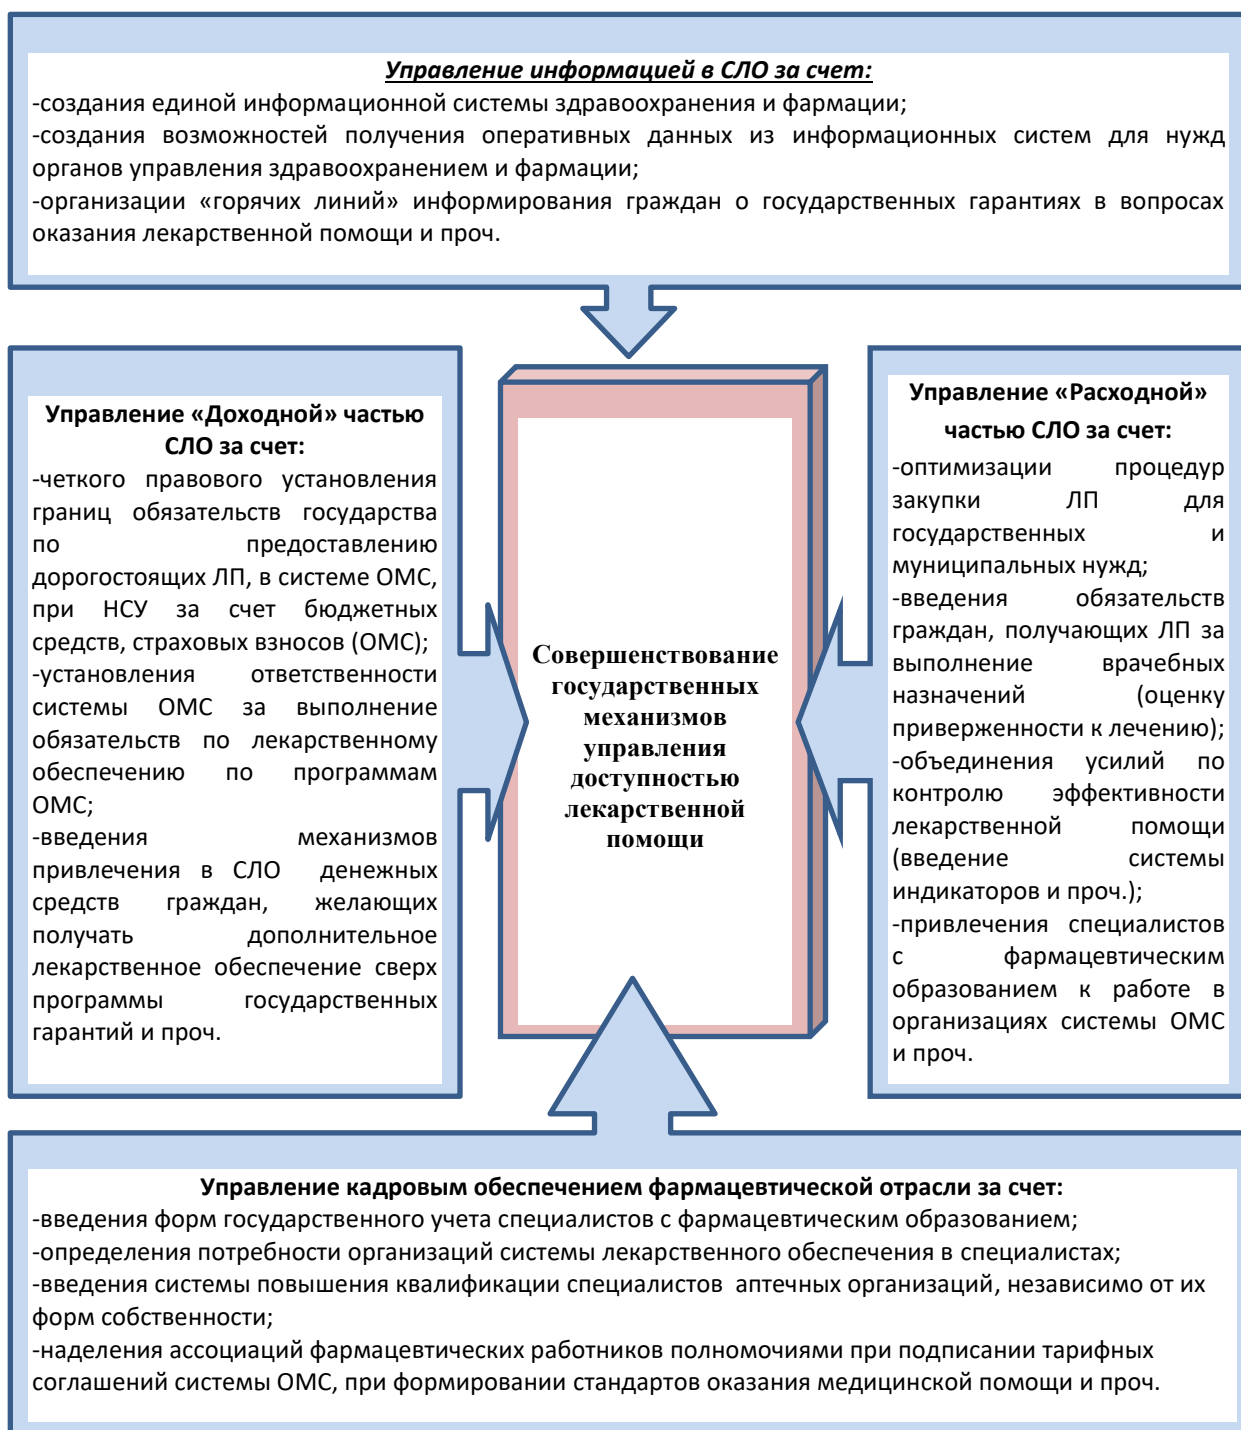 Управление информацией в СЛО за счет:
-создания единой информационной системы здравоохранения и фармации;
-создания возможностей получения оперативных данных из информационных систем для нужд
органов управления здравоохранением и фармации;
-организации «горячих линий» информирования граждан о государственных гарантиях в вопросах
оказания лекарственной помощи и проч.
Управление «Доходной» частью
СЛО за счет:
-четкого правового установления
границ обязательств государства
по предоставлению
дорогостоящих ЛП, в системе ОМС,
при НСУ за счет бюджетных
средств, страховых взносов (ОМС);
-установления ответственности
системы ОМС за выполнение
обязательств по лекарственному
обеспечению по программам
ОМС;
-введения механизмов
привлечения в СЛО денежных
средств граждан, желающих
получать дополнительное
лекарственное обеспечение сверх
программы государственных
гарантий и проч.
Совершенствование
государственных
механизмов
управления
доступностью
лекарственной
помощи
Управление «Расходной»
частью СЛО за счет:
-оптимизации процедур
закупки ЛП для
государственных и
муниципальных нужд;
-введения обязательств
граждан, получающих ЛП за
выполнение врачебных
назначений (оценку
приверженности к лечению);
-объединения усилий по
контролю эффективности
лекарственной помощи
(введение системы
индикаторов и проч.);
-привлечения специалистов
с фармацевтическим
образованием к работе в
организациях системы ОМС
и проч.
Управление кадровым обеспечением фармацевтической отрасли за счет:
-введения форм государственного учета специалистов с фармацевтическим образованием;
-определения потребности организаций системы лекарственного обеспечения в специалистах;
-введения системы повышения квалификации специалистов аптечных организаций, независимо от их
форм собственности;
-наделения ассоциаций фармацевтических работников полномочиями при подписании тарифных
соглашений системы ОМС, при формировании стандартов оказания медицинской помощи и проч.